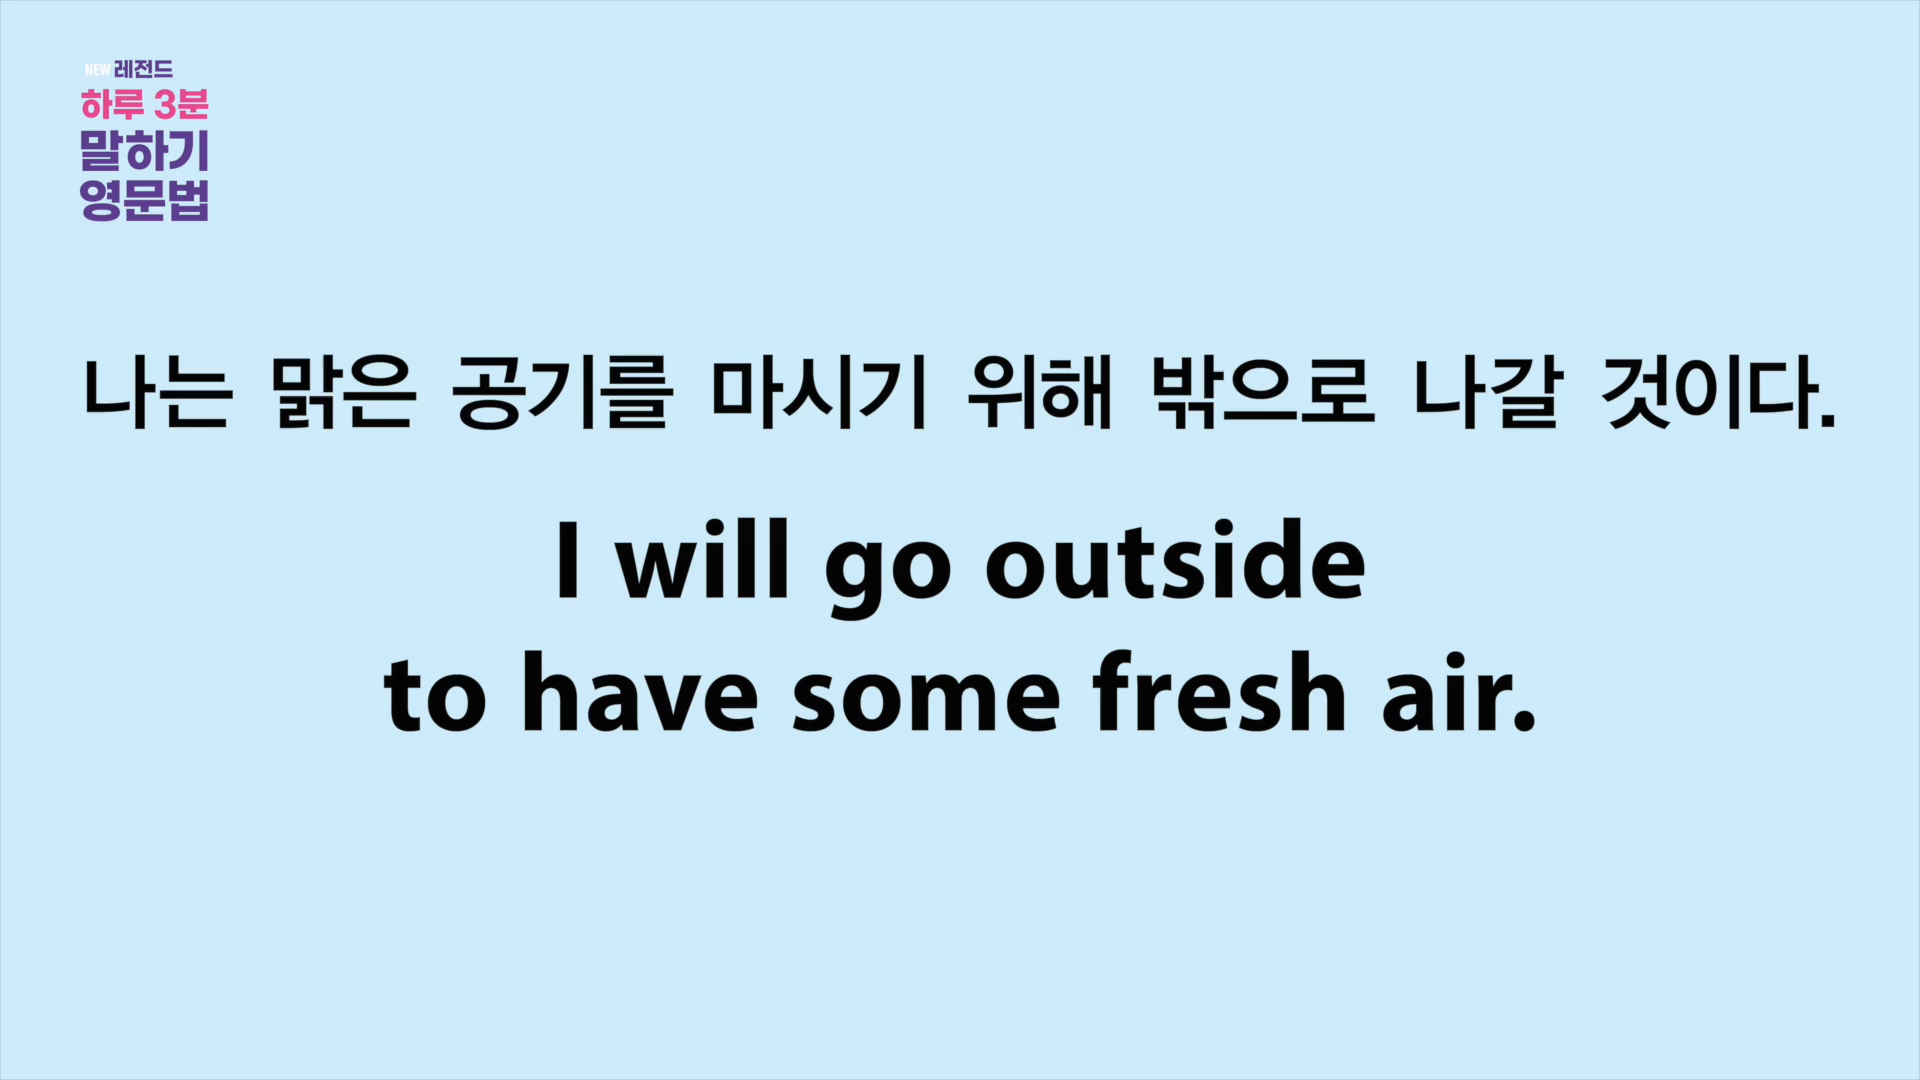 NEW 레전드
하루 3분
말하기
영문법
나는 맑은 공기를 마시기 위해 밖으로 나갈 것이다.
I will go outside
to have some fresh air.